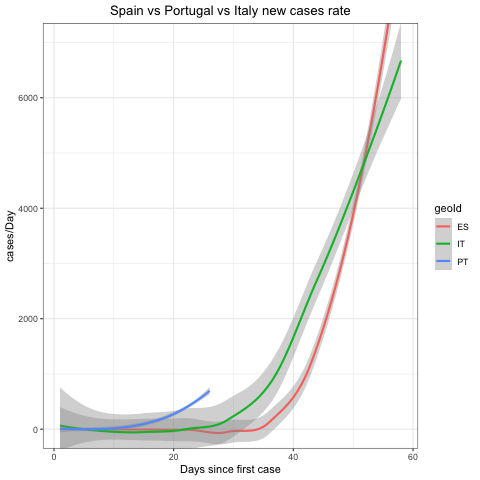 Spain vs Portugal vs Italy new cases rate
cases/Day
6000
4000
2000
0
0 20 40 60
Days since first case
geoId
ES
IT
PT